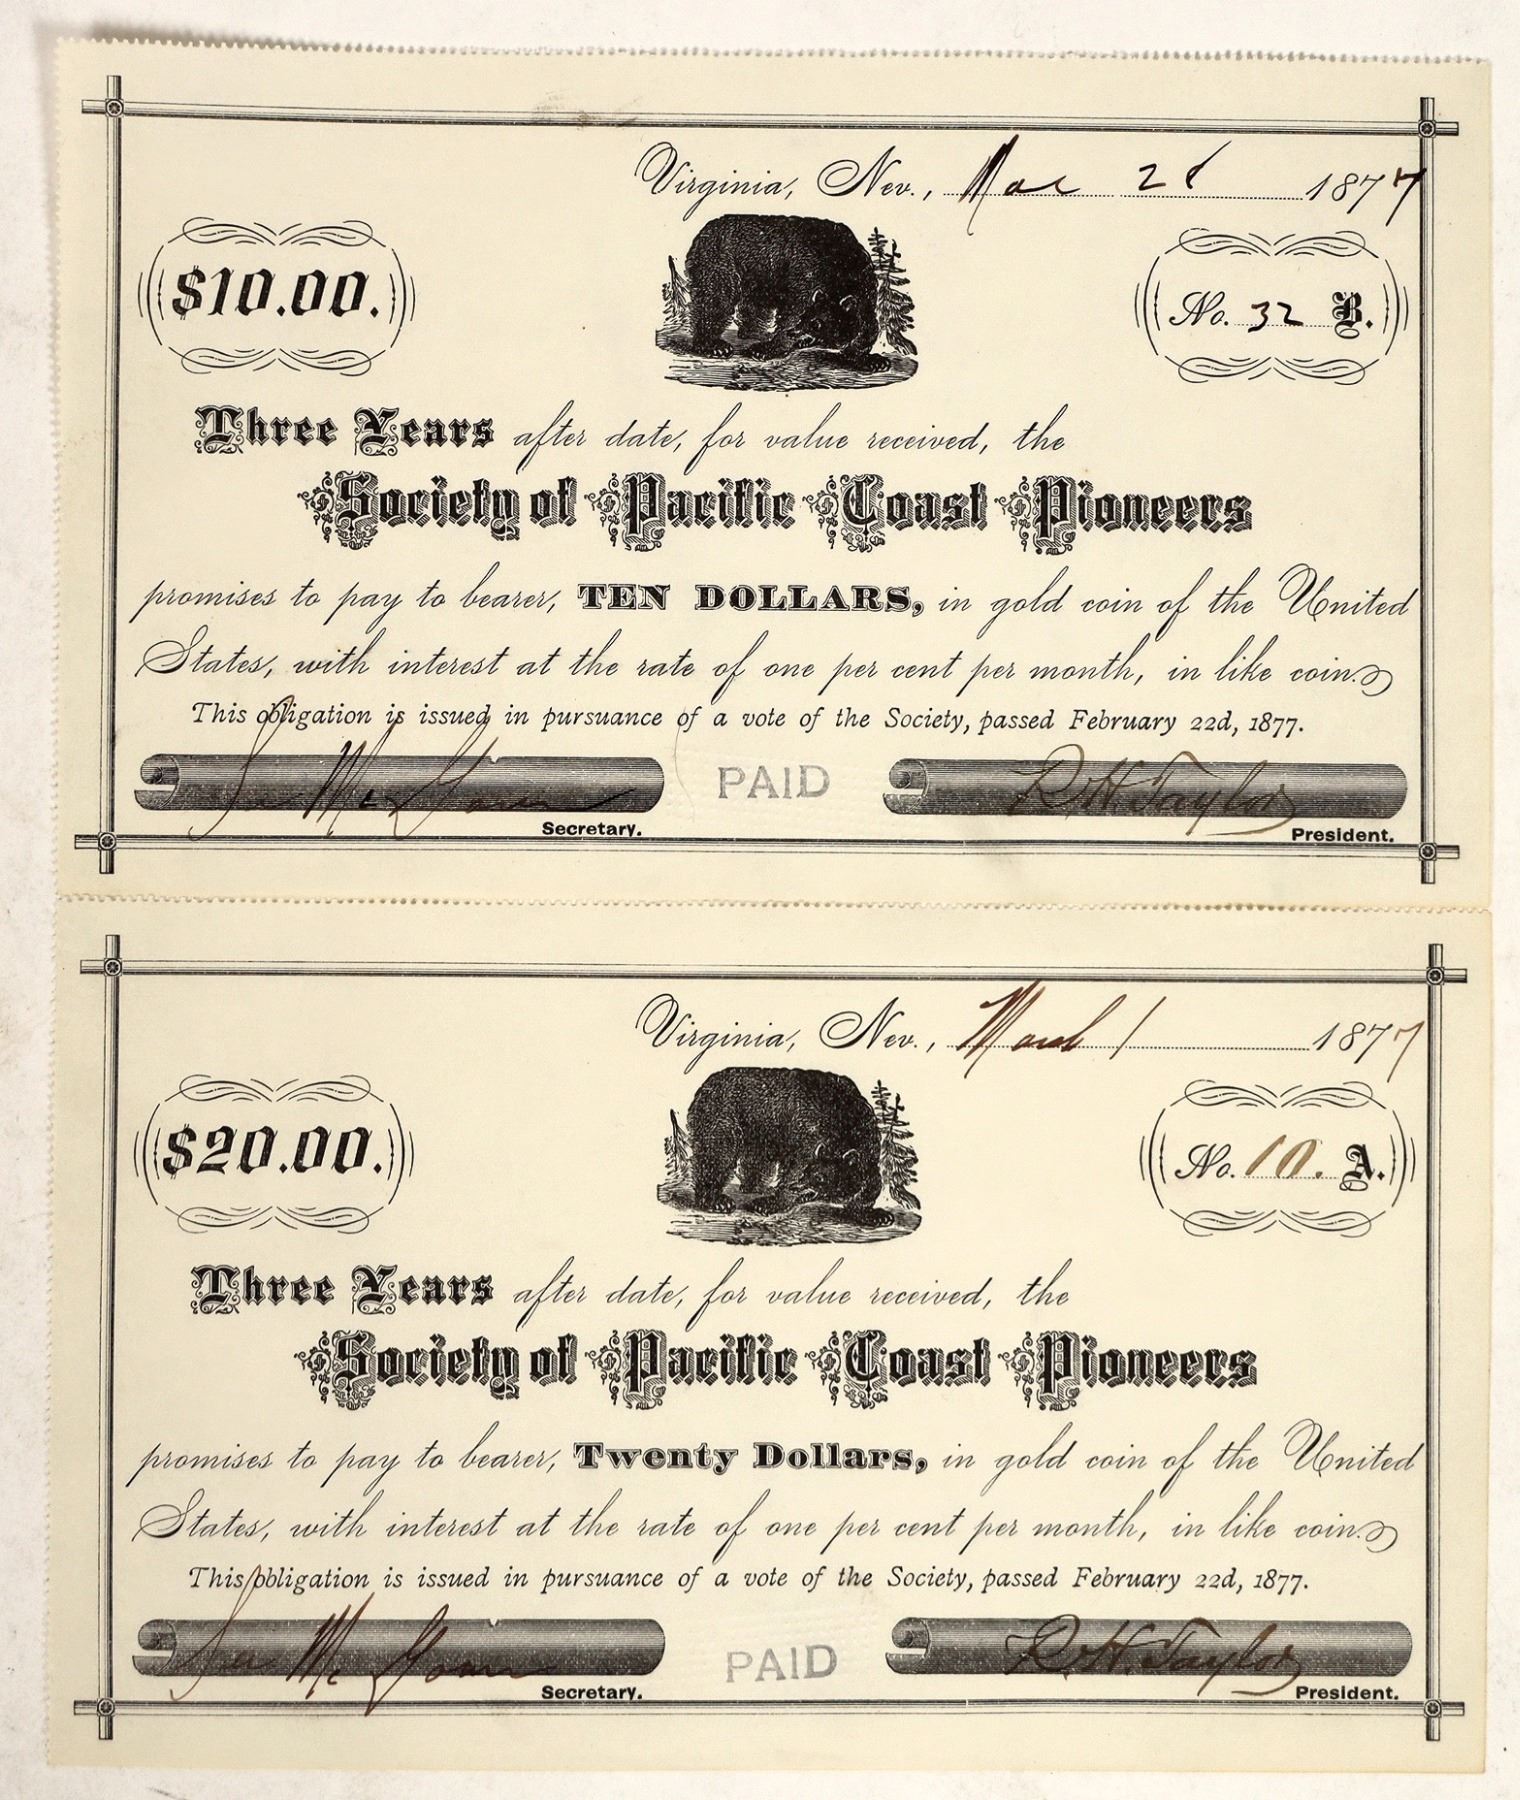 Virginia, Nev., Mar 21 1877
$10.00.
No. 32 B.
Three Years after date, for value received, the
Society of Pacific Coast Pioneers
promises to pay to bearer, TEN DOLLARS, in gold coin of the United
States, with interest at the rate of one per cent per month, in like coin.
This obligation is issued in pursuance of a vote of the Society, passed February 22d, 1877.
PAID
R. H. Taylor
Secretary.
President.
Virginia, Nev., March 1 1877
$20.00.
No. 10. A.
Three Years after date, for value received, the
Society of Pacific Coast Pioneers
promises to pay to bearer, Twenty Dollars, in gold coin of the United
States, with interest at the rate of one per cent per month, in like coin.
This obligation is issued in pursuance of a vote of the Society, passed February 22d, 1877.
PAID
R. H. Taylor
Secretary.
President.